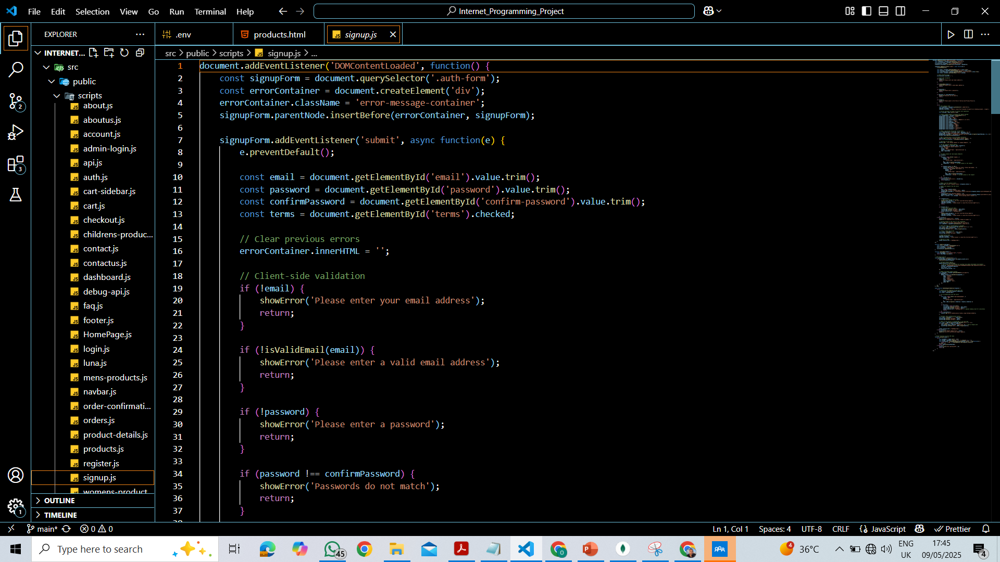 File Edit Selection View Go Run Terminal Help
Internet_Programming_Project
EXPLORER
.env
products.html
signup.js
INTERNET...
src > public > scripts > signup.js > ...
src
public
scripts
about.js
aboutus.js
account.js
admin-login.js
api.js
auth.js
cart-sidebar.js
cart.js
checkout.js
childrens-produc...
contact.js
contactus.js
dashboard.js
debug-api.js
faq.js
footer.js
HomePage.js
login.js
luna.js
mens-products.js
navbar.js
order-confirmati...
orders.js
product-details.js
products.js
register.js
signup.js
womens-product
OUTLINE
TIMELINE
2
3
1
1 document.addEventListener('DOMContentLoaded', function() {
2 const signupForm = document.querySelector('.auth-form');
3 const errorContainer = document.createElement('div');
4 errorContainer.className = 'error-message-container';
5 signupForm.parentNode.insertBefore(errorContainer, signupForm);
6
7 signupForm.addEventListener('submit', async function(e) {
8 e.preventDefault();
9
10 const email = document.getElementById('email').value.trim();
11 const password = document.getElementById('password').value.trim();
12 const confirmPassword = document.getElementById('confirm-password').value.trim();
13 const terms = document.getElementById('terms').checked;
14
15 // Clear previous errors
16 errorContainer.innerHTML = '';
17
18 // Client-side validation
19 if (!email) {
20 showError('Please enter your email address');
21 return;
22 }
23
24 if (!isValidEmail(email)) {
25 showError('Please enter a valid email address');
26 return;
27 }
28
29 if (!password) {
30 showError('Please enter a password');
31 return;
32 }
33
34 if (password !== confirmPassword) {
35 showError('Passwords do not match');
36 return;
37 }
38
main* 0 0
Ln 1, Col 1 Spaces: 4 UTF-8 CRLF JavaScript Prettier
Type here to search
45
4 36°C
ENG
UK
17:45
09/05/2025
4